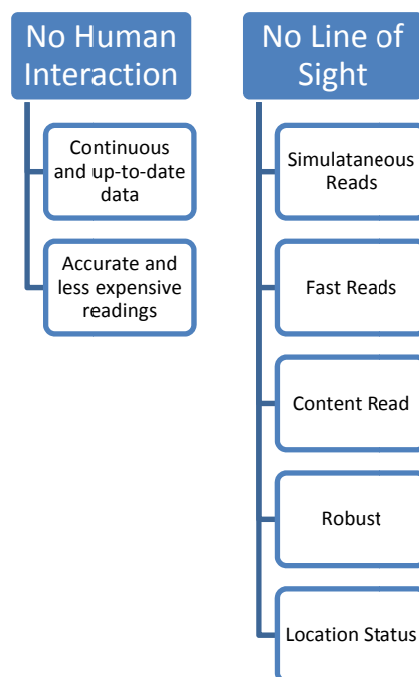 No Human
Interaction
Continuous
and up-to-date
data
Accurate and
less expensive
readings
No Line of
Sight
Simulataneous
Reads
Fast Reads
Content Read
Robust
Location Status